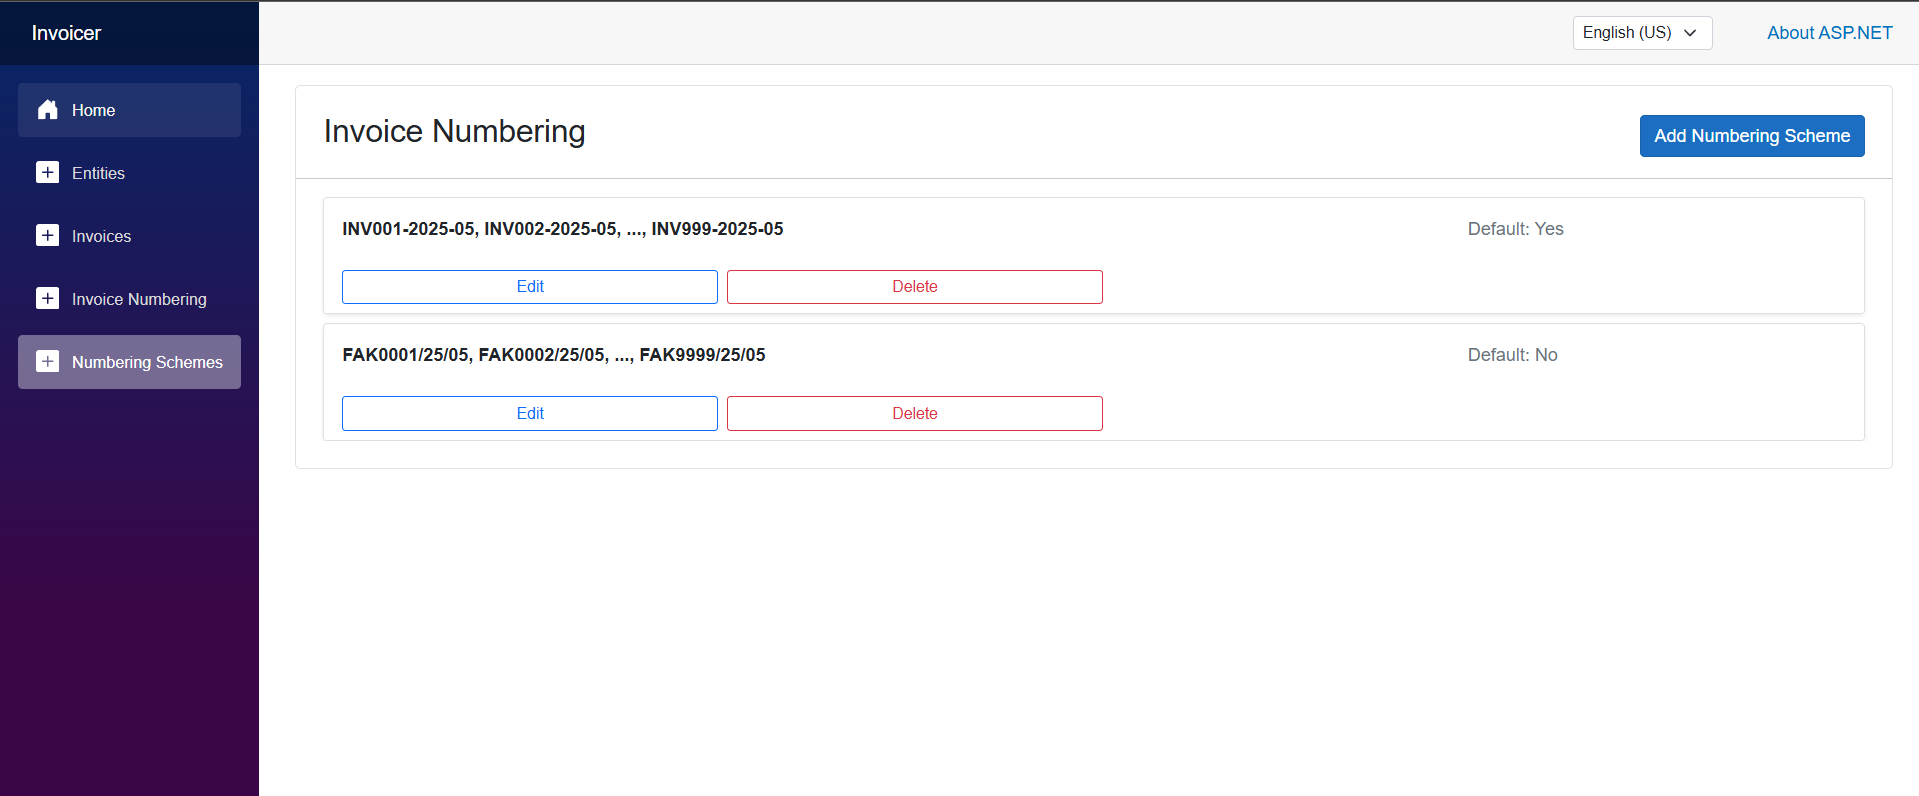 Invoicer
English (US)
About ASP.NET
Home
Entities
Invoices
Invoice Numbering
Numbering Schemes
Invoice Numbering
Add Numbering Scheme
INV001-2025-05, INV002-2025-05, ..., INV999-2025-05
Default: Yes
Edit
Delete
FAK0001/25/05, FAK0002/25/05, ..., FAK9999/25/05
Default: No
Edit
Delete